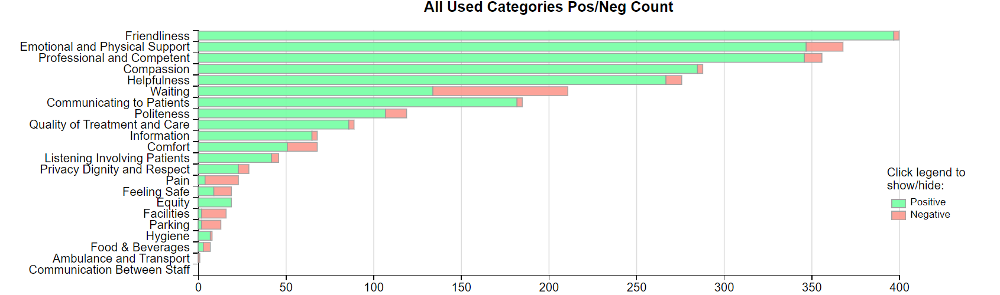 All Used Categories Pos/Neg Count
Friendliness
Emotional and Physical Support
Professional and Competent
Compassion
Helpfulness
Waiting
Communicating to Patients
Politeness
Quality of Treatment and Care
Information
Comfort
Listening Involving Patients
Privacy Dignity and Respect
Pain
Feeling Safe
Equity
Facilities
Parking
Hygiene
Food & Beverages
Ambulance and Transport
Communication Between Staff
0 50 100 150 200 250 300 350 400
Click legend to
show/hide:
Positive
Negative